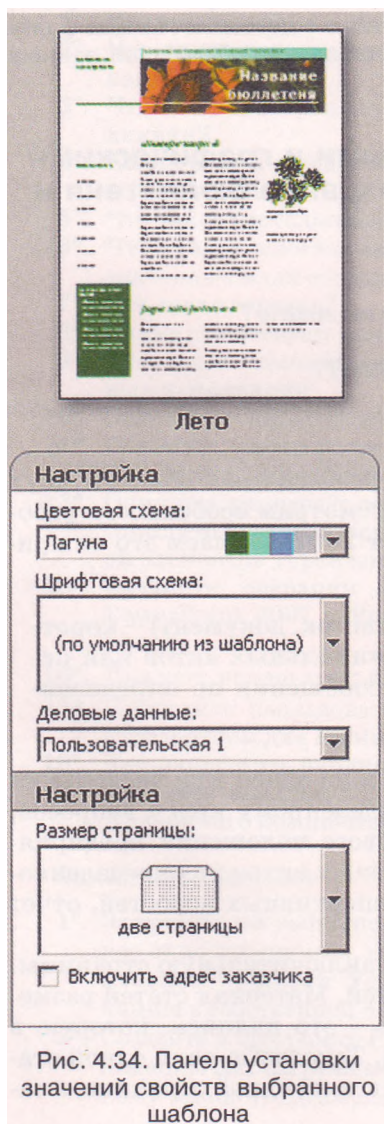 Название
бюллетеня
Лето
Настройка
Цветовая схема:
Лагуна
Шрифтовая схема:
(по умолчанию из шаблона)
Деловые данные:
Пользовательская 1
Настройка
Размер страницы:
две страницы
Включить адрес заказчика
Рис. 4.34. Панель установки
значений свойств выбранного
шаблона